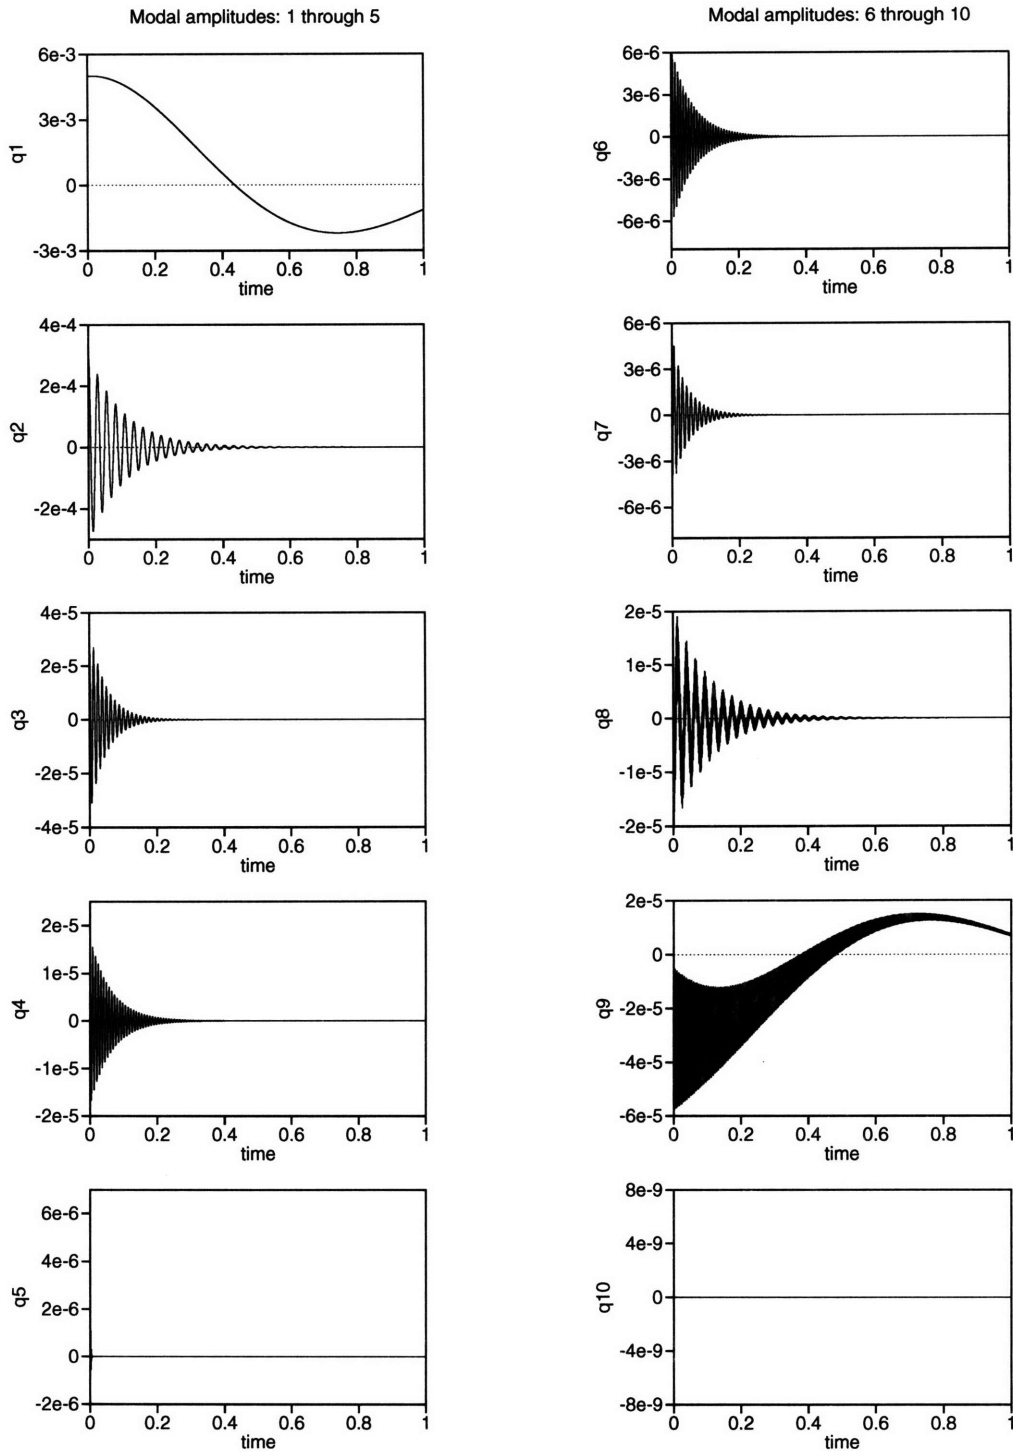 Modal amplitudes: 1 through 5
6e-3
3e-3
0
-3e-3
q1
0 0.2 0.4 0.6 0.8 1
time
4e-4
2e-4
0
-2e-4
q2
0 0.2 0.4 0.6 0.8 1
time
4e-5
2e-5
0
-2e-5
-4e-5
q3
0 0.2 0.4 0.6 0.8 1
time
2e-5
1e-5
0
-1e-5
-2e-5
q4
0 0.2 0.4 0.6 0.8 1
time
6e-6
4e-6
2e-6
0
-2e-6
q5
0 0.2 0.4 0.6 0.8 1
time
Modal amplitudes: 6 through 10
6e-6
3e-6
0
-3e-6
-6e-6
q6
0 0.2 0.4 0.6 0.8 1
time
6e-6
3e-6
0
-3e-6
-6e-6
q7
0 0.2 0.4 0.6 0.8 1
time
2e-5
1e-5
0
-1e-5
-2e-5
q8
0 0.2 0.4 0.6 0.8 1
time
2e-5
0
-2e-5
-4e-5
-6e-5
q9
0 0.2 0.4 0.6 0.8 1
time
8e-9
4e-9
0
-4e-9
-8e-9
q10
0 0.2 0.4 0.6 0.8 1
time